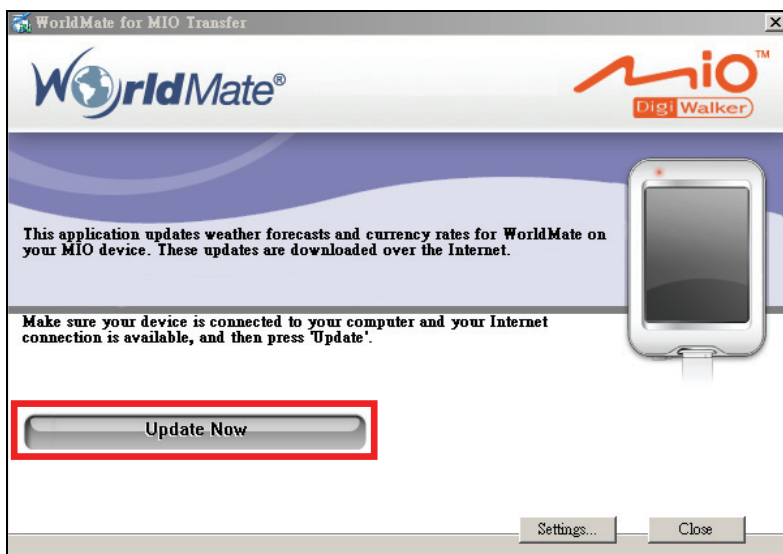 WorldMate for MIO Transfer
WorldMate®
Mio™
DigiWalker
This application updates weather forecasts and currency rates for WorldMate on
your MIO device. These updates are downloaded over the Internet.
Make sure your device is connected to your computer and your Internet
connection is available, and then press 'Update'.
Update Now
Settings...
Close